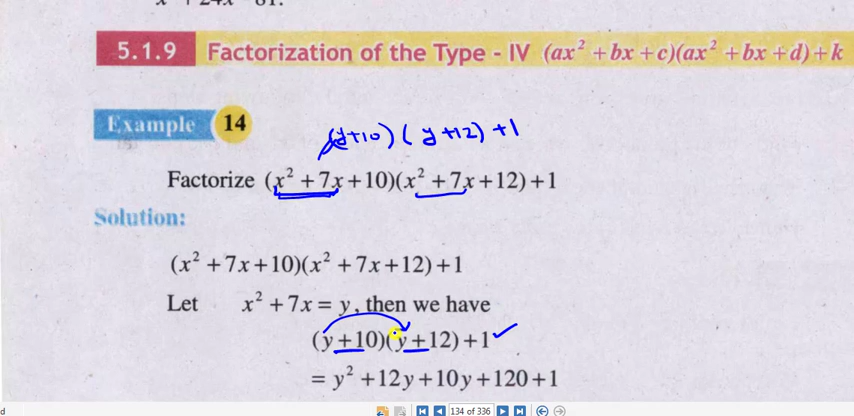 5.1.9 Factorization of the Type - IV (ax² + bx + c)(ax² + bx + d) + k
Example 14
(y+10) (y+12) +1
Factorize (x² + 7x + 10)(x² + 7x + 12) + 1
Solution:
(x² + 7x + 10)(x² + 7x + 12) + 1
Let x² + 7x = y, then we have
(y + 10)(y + 12) + 1 ✓
= y² + 12y + 10y + 120 + 1
d 134 of 336